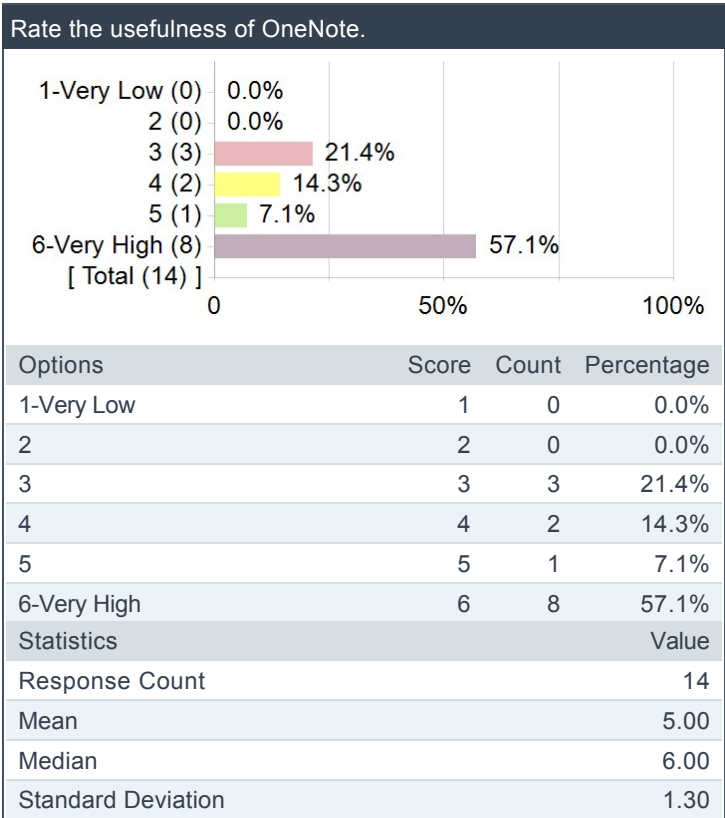 Rate the usefulness of OneNote.
1-Very Low (0) 0.0%
2 (0) 0.0%
3 (3) 21.4%
4 (2) 14.3%
5 (1) 7.1%
6-Very High (8) 57.1%
[ Total (14) ]
0 50% 100%
Options Score Count Percentage
1-Very Low 1 0 0.0%
2 2 0 0.0%
3 3 3 21.4%
4 4 2 14.3%
5 5 1 7.1%
6-Very High 6 8 57.1%
Statistics Value
Response Count 14
Mean 5.00
Median 6.00
Standard Deviation 1.30